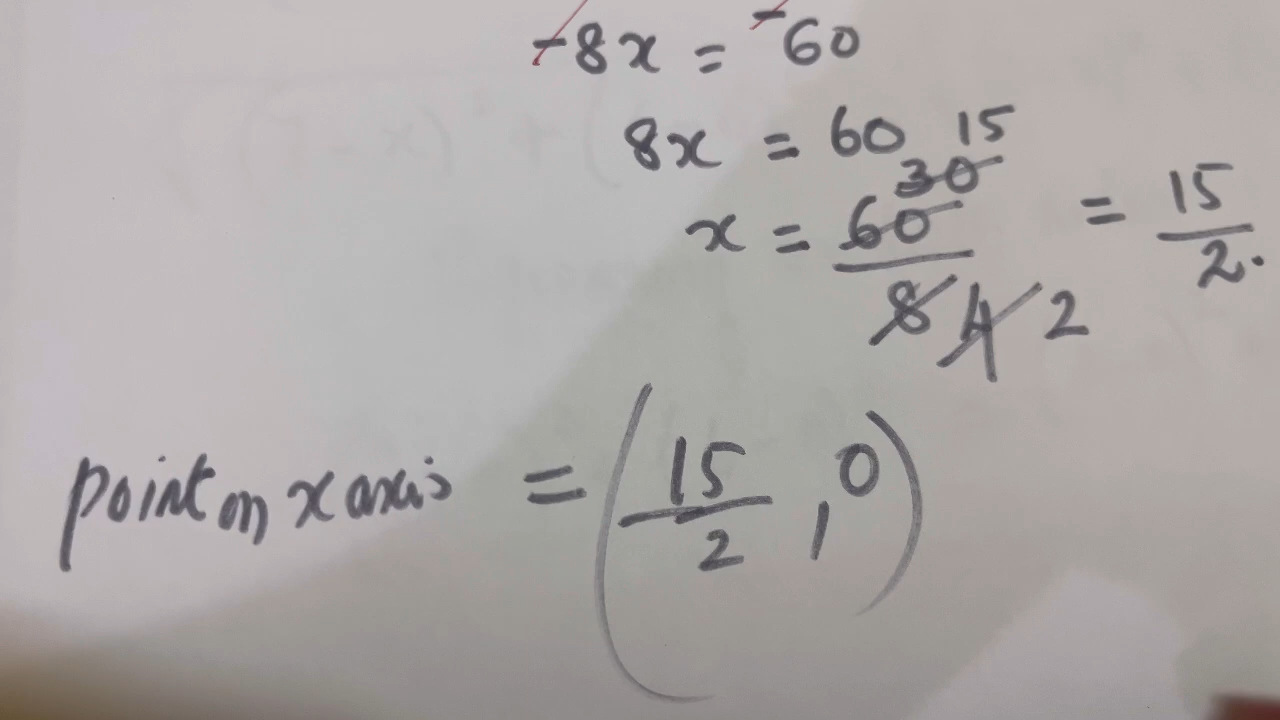 -8x = -60
8x = 60
x = 60/8 30/4 15/2 = 15/2.
point on x axis = (15/2, 0)